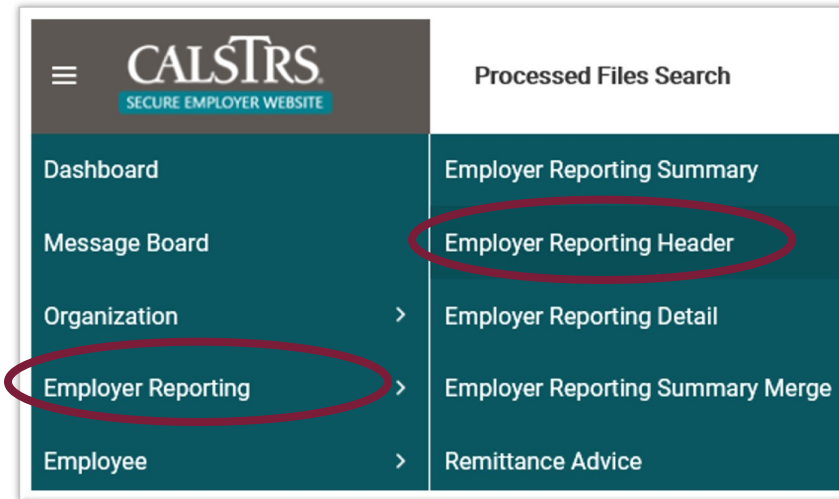 CALSTRS.
SECURE EMPLOYER WEBSITE
Processed Files Search
Dashboard
Message Board
Organization
Employer Reporting
Employee
Employer Reporting Summary
Employer Reporting Header
Employer Reporting Detail
Employer Reporting Summary Merge
Remittance Advice